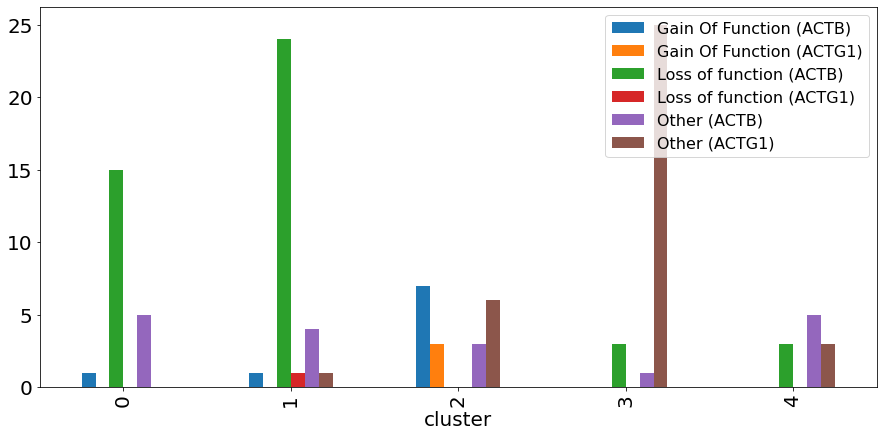 25
20
15
10
5
0
Gain Of Function (ACTB)
Gain Of Function (ACTG1)
Loss of function (ACTB)
Loss of function (ACTG1)
Other (ACTB)
Other (ACTG1)
0 1 2 3 4
cluster